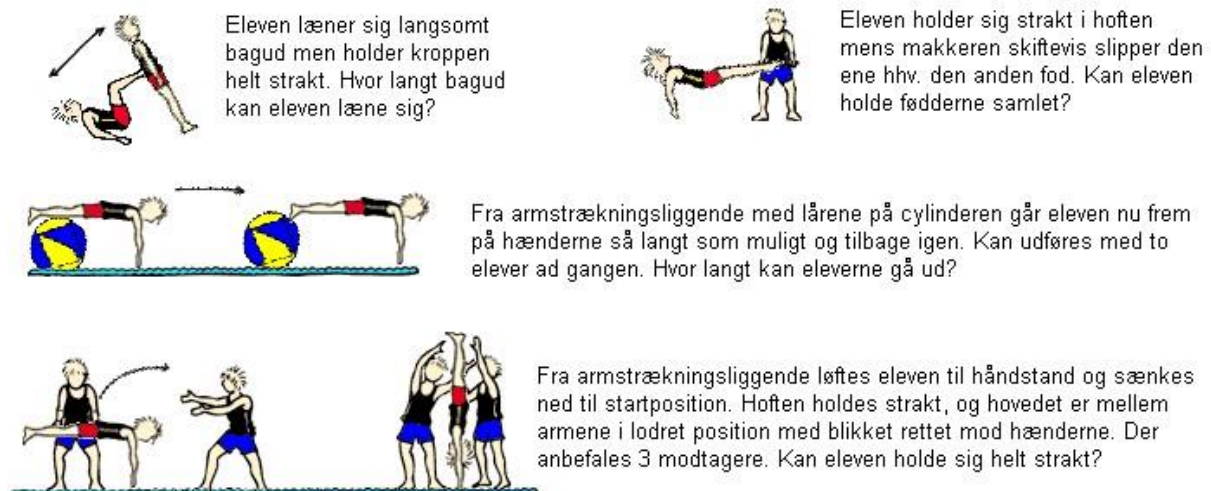 Eleven læner sig langsomt
bagud men holder kroppen
helt strakt. Hvor langt bagud
kan eleven læne sig?
Eleven holder sig strakt i hoften
mens makkeren skiftevis slipper den
ene hhv. den anden fod. Kan eleven
holde fødderne samlet?
Fra armstrækningsliggende med lårene på cylinderen går eleven nu frem
på hænderne så langt som muligt og tilbage igen. Kan udføres med to
elever ad gangen. Hvor langt kan eleverne gå ud?
Fra armstrækningsliggende løftes eleven til håndstand og sænkes
ned til startposition. Hoften holdes strakt, og hovedet er mellem
armene i lodret position med blikket rettet mod hænderne. Der
anbefales 3 modtagere. Kan eleven holde sig helt strakt?